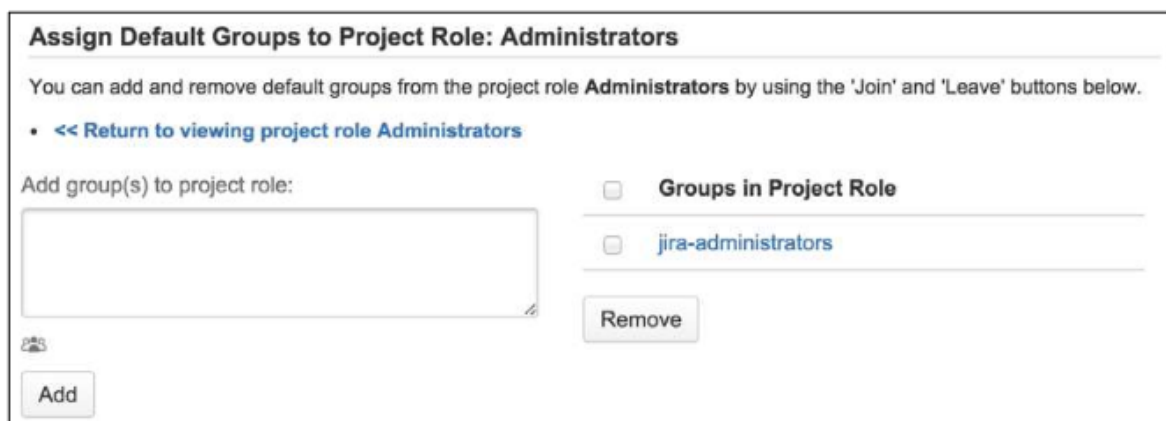 Assign Default Groups to Project Role: Administrators
You can add and remove default groups from the project role Administrators by using the 'Join' and 'Leave' buttons below.
• << Return to viewing project role Administrators
Add group(s) to project role:
Groups in Project Role
jira-administrators
Remove
Add